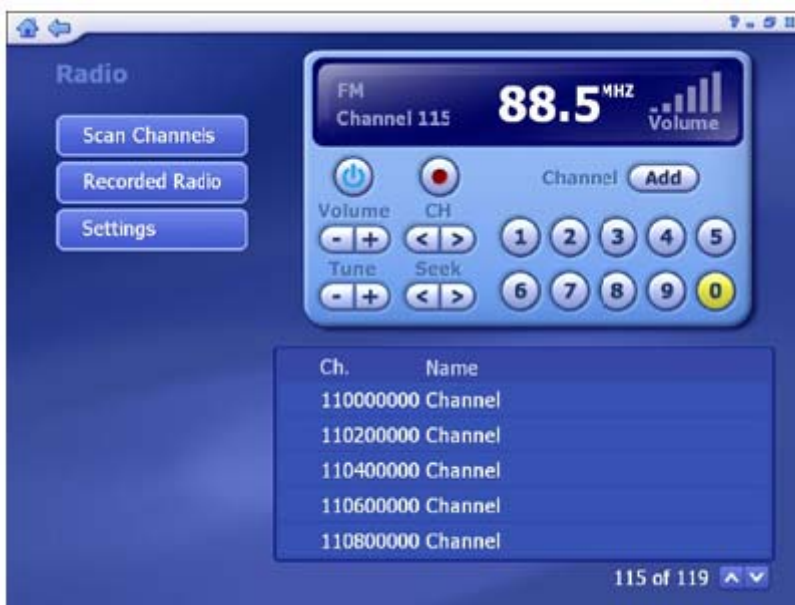 ?
Radio
Scan Channels
Recorded Radio
Settings
FM
Channel 115
88.5 MHZ
Volume
Channel Add
Volume CH
- + < >
Tune Seek
- + < >
1 2 3 4 5
6 7 8 9 0
Ch. Name
110000000 Channel
110200000 Channel
110400000 Channel
110600000 Channel
110800000 Channel
115 of 119